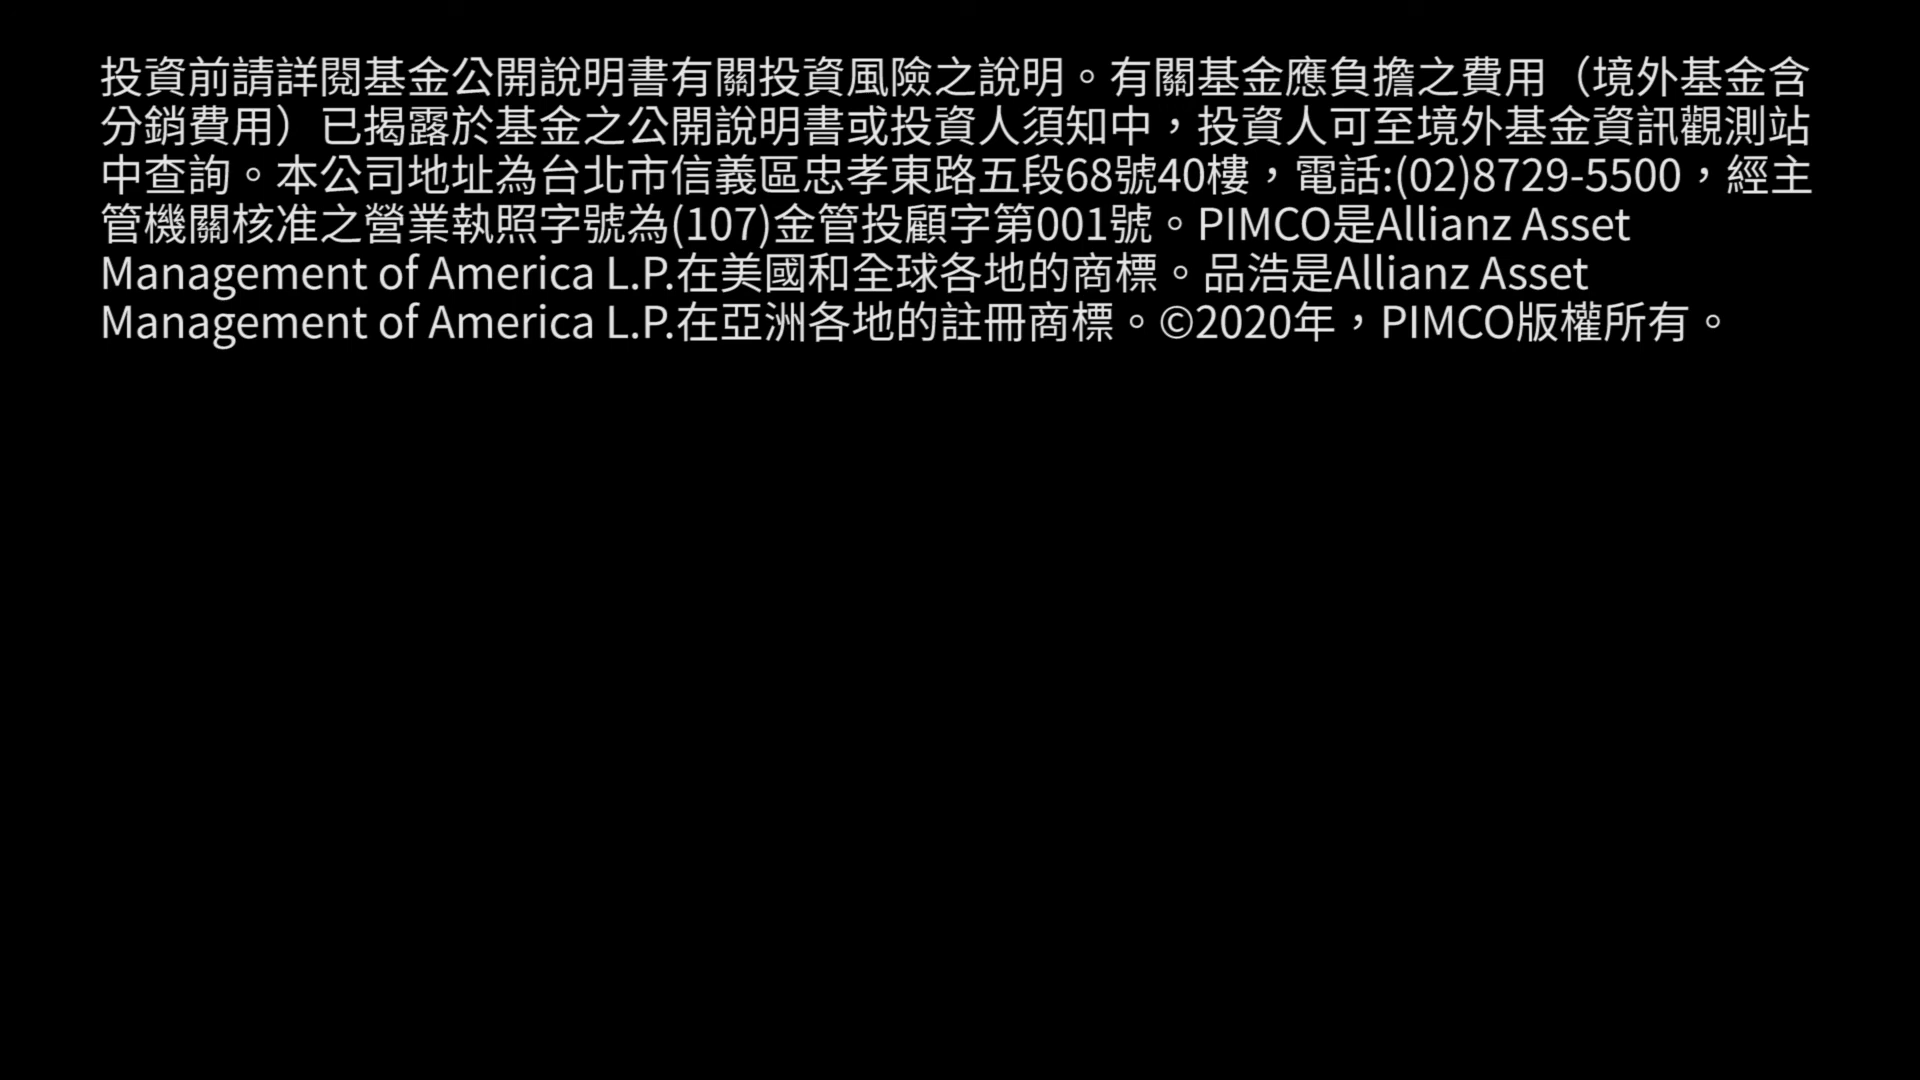 投資前請詳閱基金公開說明書有關投資風險之說明。有關基金應負擔之費用（境外基金含
分銷費用）已揭露於基金之公開說明書或投資人須知中，投資人可至境外基金資訊觀測站
中查詢。本公司地址為台北市信義區忠孝東路五段68號40樓，電話:(02)8729-5500，經主
管機關核准之營業執照字號為(107)金管投顧字第001號。PIMCO是Allianz Asset
Management of America L.P.在美國和全球各地的商標。品浩是Allianz Asset
Management of America L.P.在亞洲各地的註冊商標。©2020年，PIMCO版權所有。